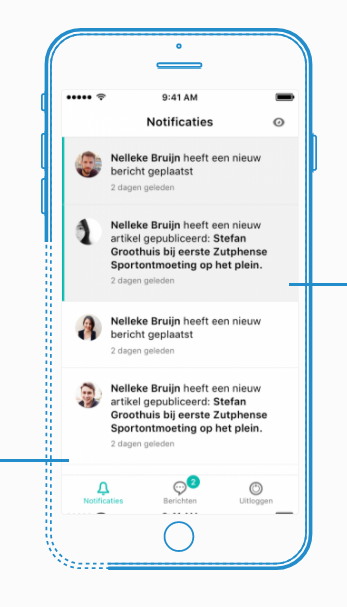 9:41 AM
Notificaties
Nelleke Bruijn heeft een nieuw
bericht geplaatst
2 dagen geleden
Nelleke Bruijn heeft een nieuw
artikel gepubliceerd: Stefan
Groothuis bij eerste Zutphense
Sportontmoeting op het plein.
2 dagen geleden
Nelleke Bruijn heeft een nieuw
bericht geplaatst
2 dagen geleden
Nelleke Bruijn heeft een nieuw
artikel gepubliceerd: Stefan
Groothuis bij eerste Zutphense
Sportontmoeting op het plein.
2 dagen geleden
2
Notificaties Berichten Uitloggen